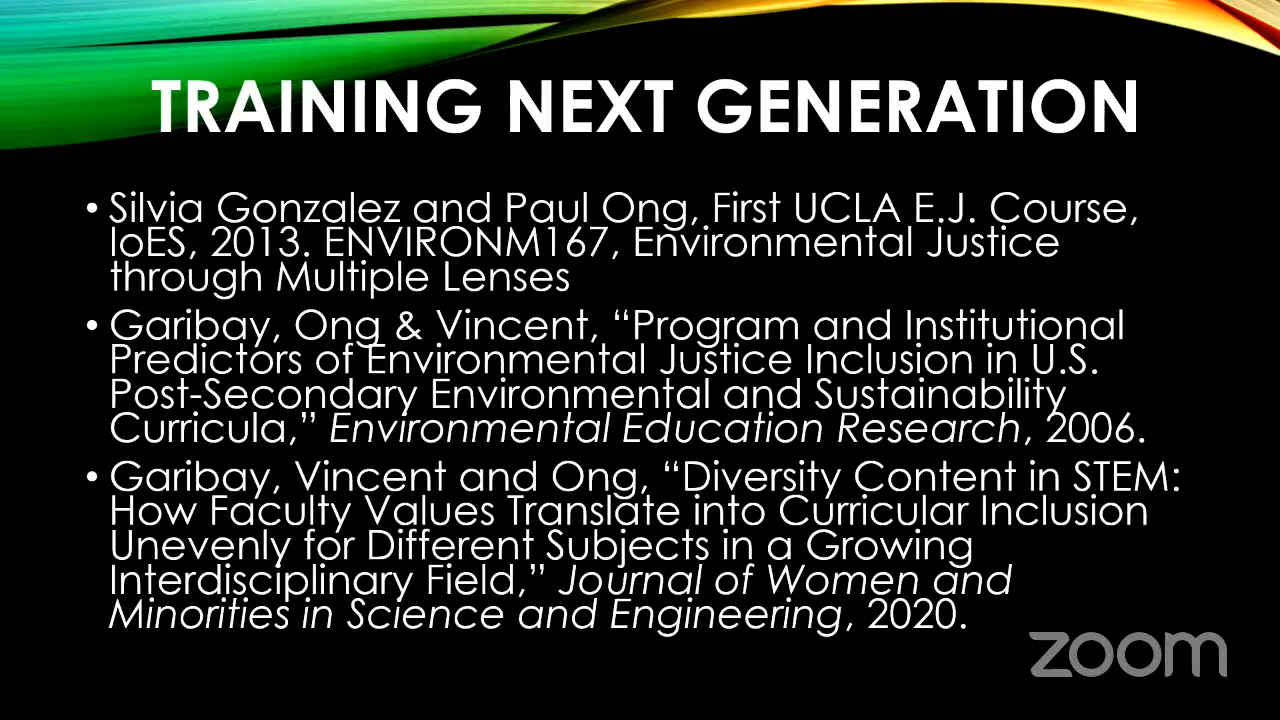 TRAINING NEXT GENERATION
• Silvia Gonzalez and Paul Ong, First UCLA E.J. Course,
IoES, 2013. ENVIRONM167, Environmental Justice
through Multiple Lenses
• Garibay, Ong & Vincent, “Program and Institutional
Predictors of Environmental Justice Inclusion in U.S.
Post-Secondary Environmental and Sustainability
Curricula,” Environmental Education Research, 2006.
• Garibay, Vincent and Ong, “Diversity Content in STEM:
How Faculty Values Translate into Curricular Inclusion
Unevenly for Different Subjects in a Growing
Interdisciplinary Field,” Journal of Women and
Minorities in Science and Engineering, 2020.
zoom